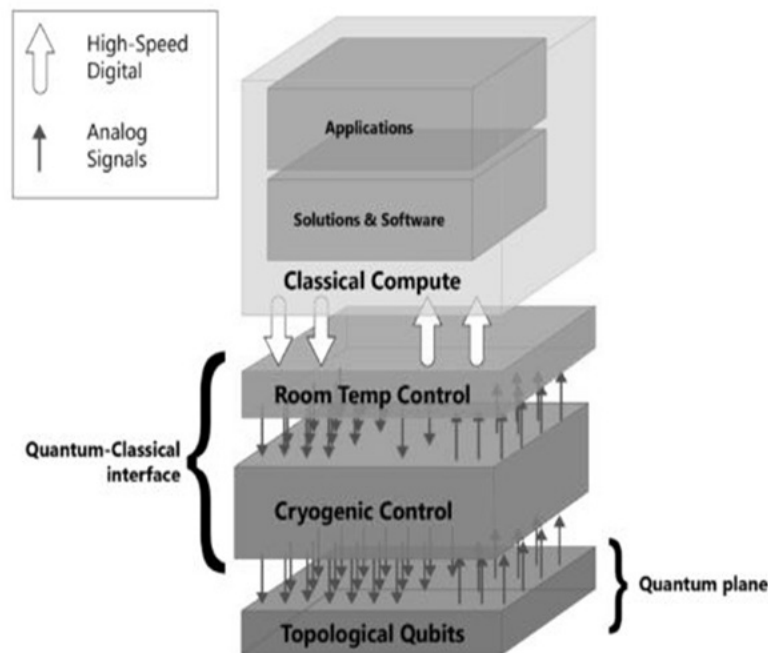 High-Speed
Digital
Analog
Signals
Applications
Solutions & Software
Classical Compute
Room Temp Control
Quantum-Classical
interface
Cryogenic Control
Quantum plane
Topological Qubits